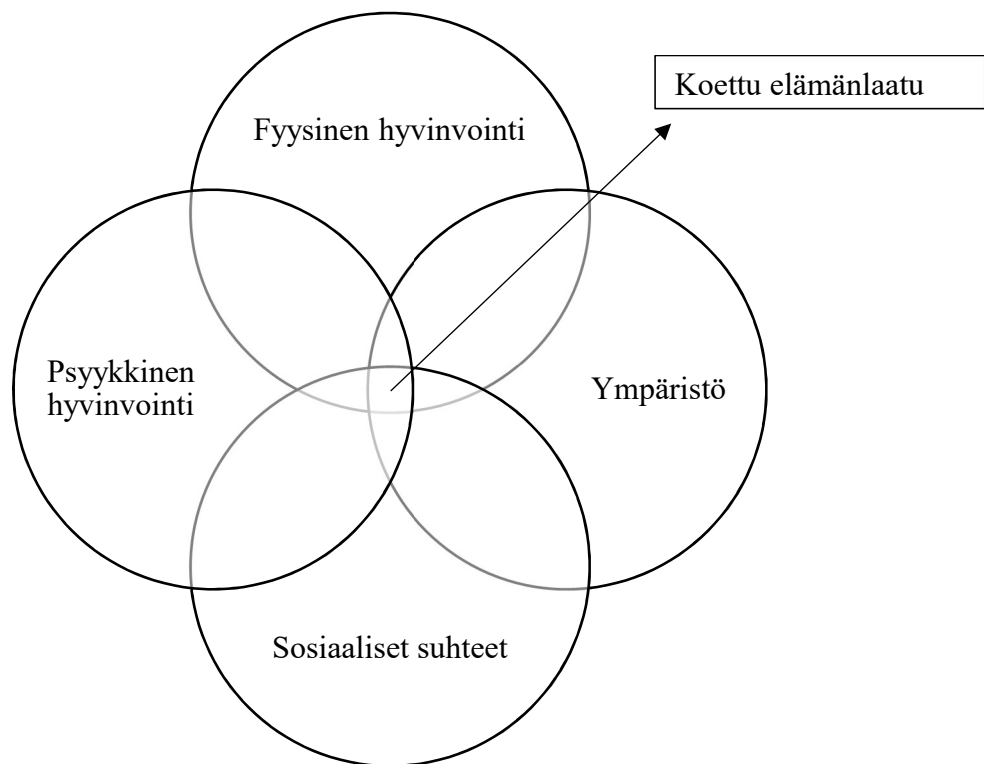 Koettu elämänlaatu
Fyysinen hyvinvointi
Psyykkinen
hyvinvointi
Ympäristö
Sosiaaliset suhteet